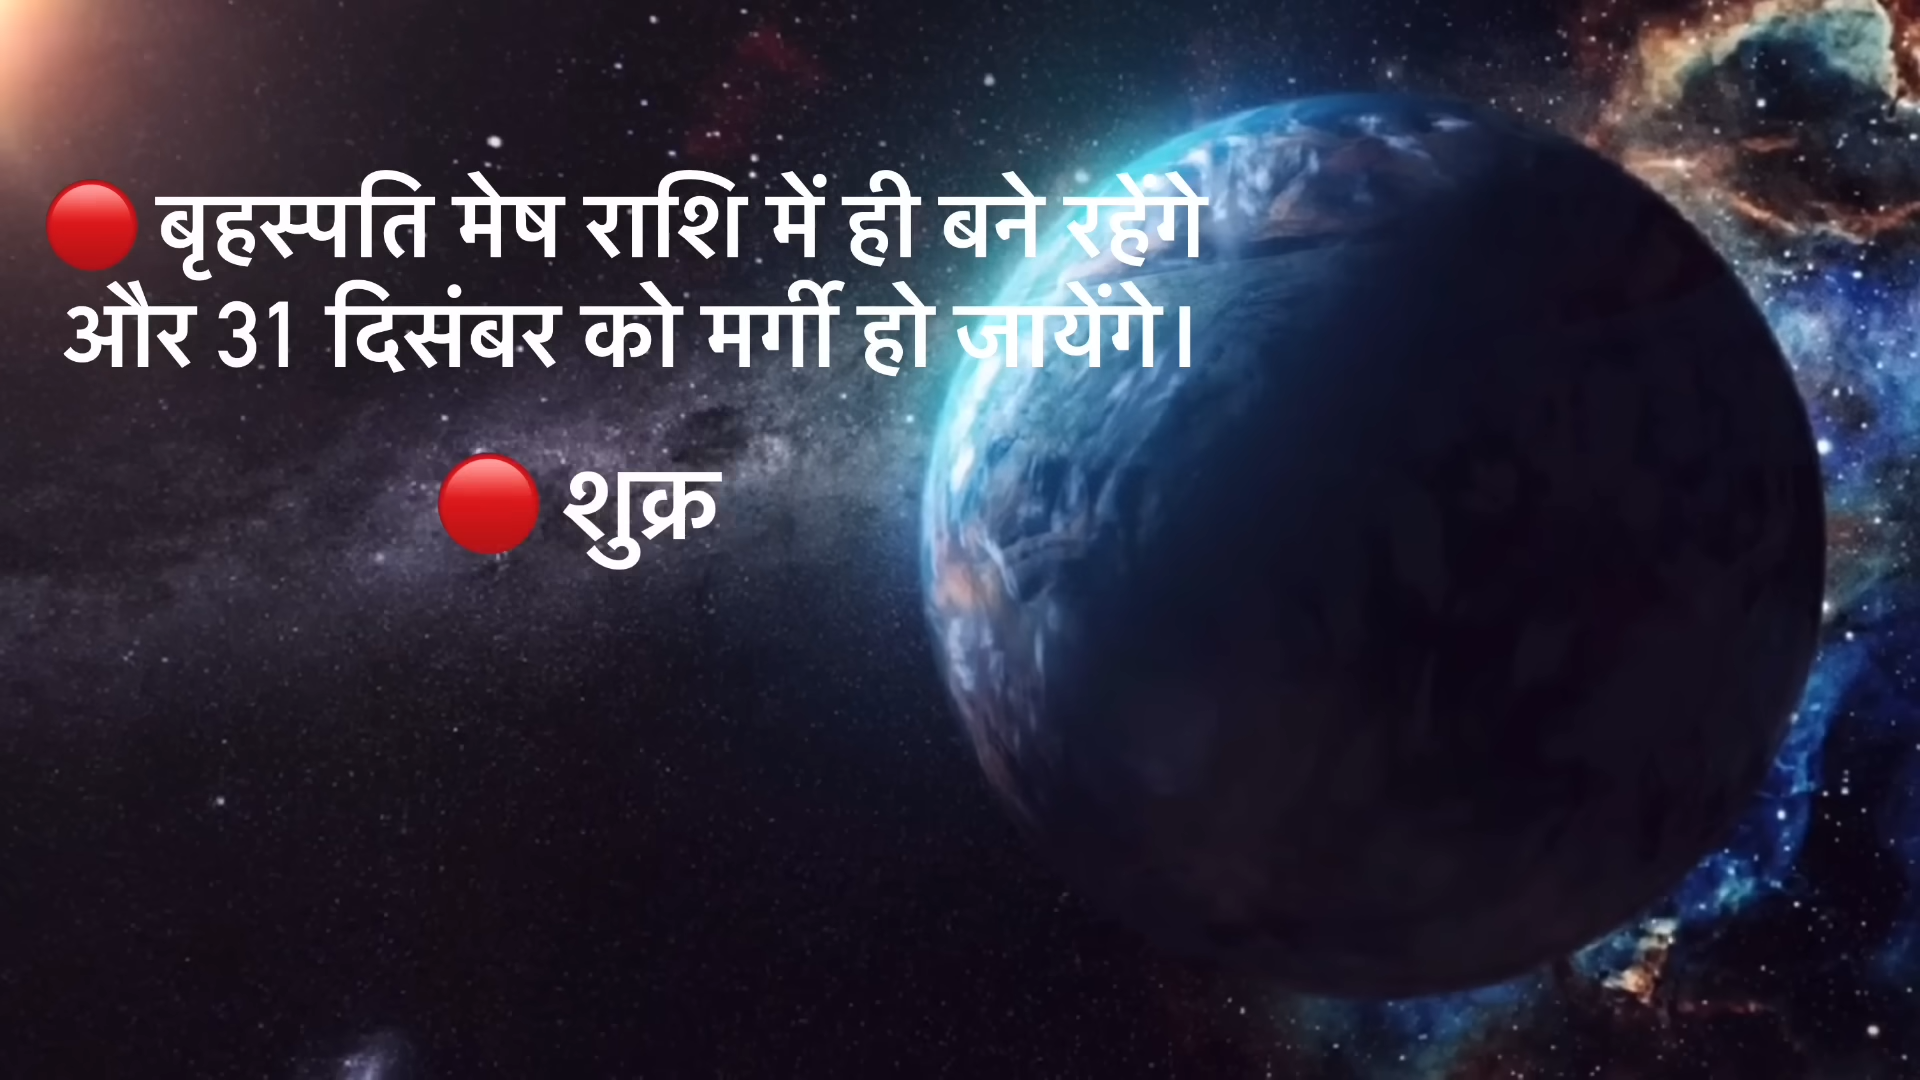 🔴 बृहस्पति मेष राशि में ही बने रहेंगे
और 31 दिसंबर को मर्गी हो जायेंगे।
🔴 शुक्र